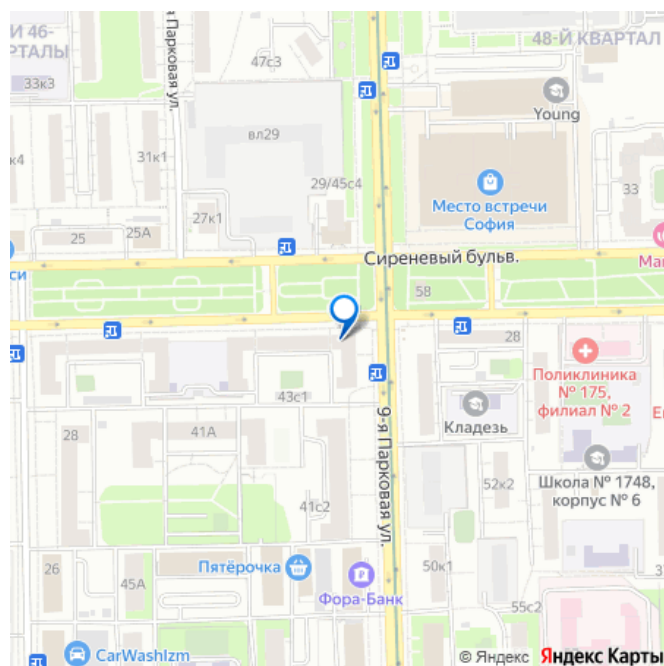 И 46-
РТАЛЫ
я Парковая ул.
47с3
48-Й КВАРТАЛ
33к3
Young
вл29
к4
31к1
29/45с4
33
Место встречи
София
27к1
25
25А
Сиреневый бульв.
си
Маг
58
28
Поликлиника
№ 175,
филиал № 2
43с1
Кладезь
Ев
28
41А
9-я Парковая ул.
Школа № 1748,
корпус № 6
52к2
41с2
Пятёрочка
26
45А
Фора-Банк
50к1
55с2
CarWashIzm
© Яндекс Яндекс Карты